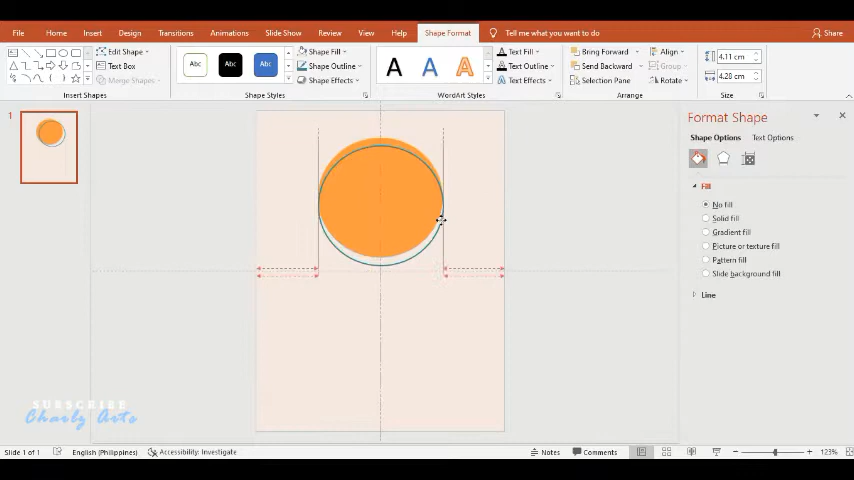 File Home Insert Design Transitions Animations Slide Show Review View Help Shape Format Tell me what you want to do Share
Edit Shape Text Box Merge Shapes
Insert Shapes
Abc Abc Abc
Shape Fill Shape Outline Shape Effects
Shape Styles
A A A
Text Fill Text Outline Text Effects
WordArt Styles
Bring Forward Send Backward Selection Pane Align Group Rotate
Arrange
4.11 cm
4.28 cm
Size
1
Format Shape
Shape Options Text Options
Fill
No fill
Solid fill
Gradient fill
Picture or texture fill
Pattern fill
Slide background fill
Line
SUBSCRIBE
Charly Arts
Slide 1 of 1 English (Philippines) Accessibility: Investigate Notes Comments 123%